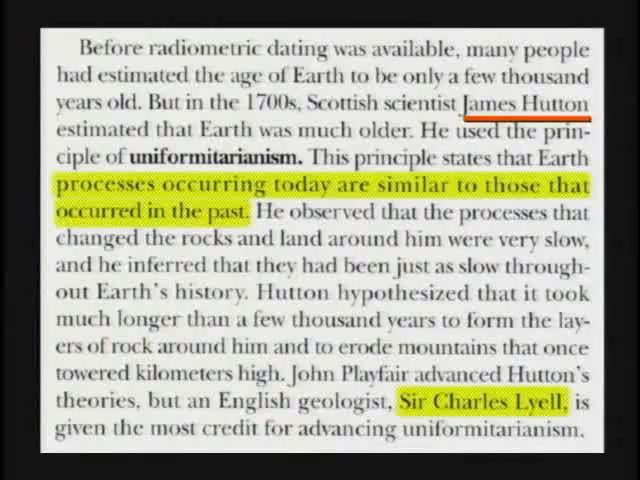 Before radiometric dating was available, many people
had estimated the age of Earth to be only a few thousand
years old. But in the 1700s, Scottish scientist James Hutton
estimated that Earth was much older. He used the prin-
ciple of uniformitarianism. This principle states that Earth
processes occurring today are similar to those that
occurred in the past. He observed that the processes that
changed the rocks and land around him were very slow,
and he inferred that they had been just as slow through-
out Earth's history. Hutton hypothesized that it took
much longer than a few thousand years to form the lay-
ers of rock around him and to erode mountains that once
towered kilometers high. John Playfair advanced Hutton's
theories, but an English geologist, Sir Charles Lyell, is
given the most credit for advancing uniformitarianism.